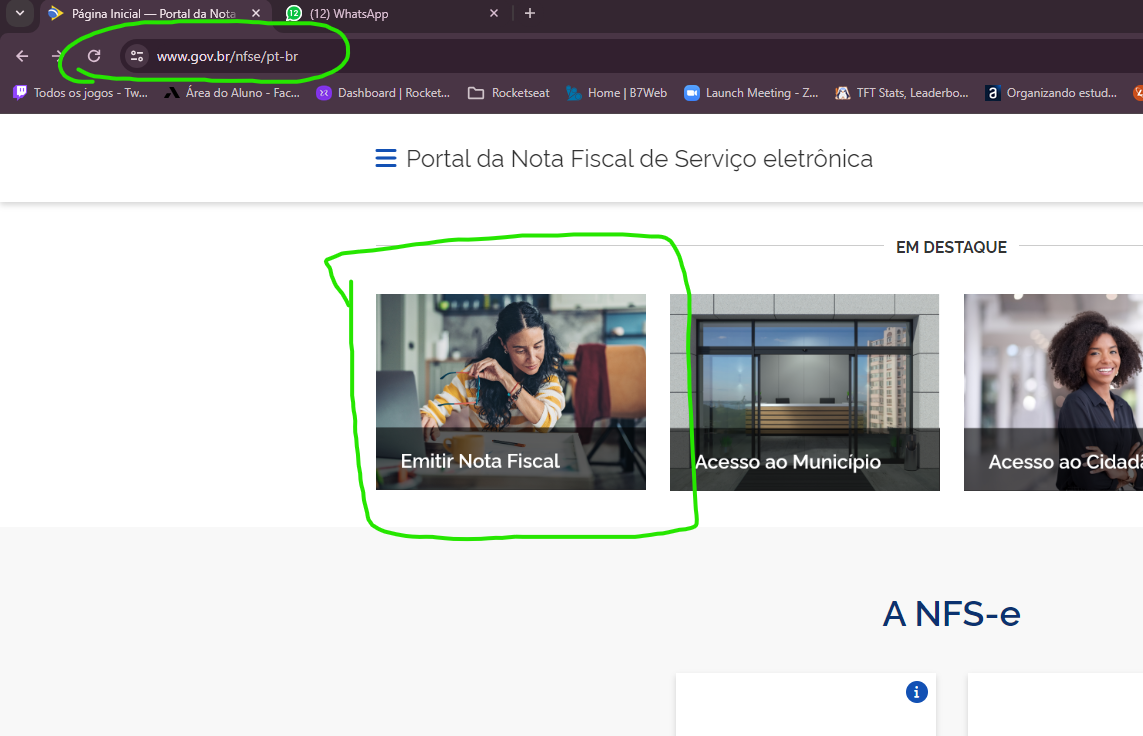 Página Inicial — Portal da Nota
12
(12) WhatsApp
www.gov.br/nfse/pt-br
Todos os jogos - Tw...
Área do Aluno - Fac...
Dashboard | Rocket...
Rocketseat
Home | B7Web
Launch Meeting - Z...
TFT Stats, Leaderbo...
a
Organizando estud...
Portal da Nota Fiscal de Serviço eletrônica
EM DESTAQUE
Emitir Nota Fiscal
Acesso ao Município
Acesso ao Cidadã
A NFS-e
i